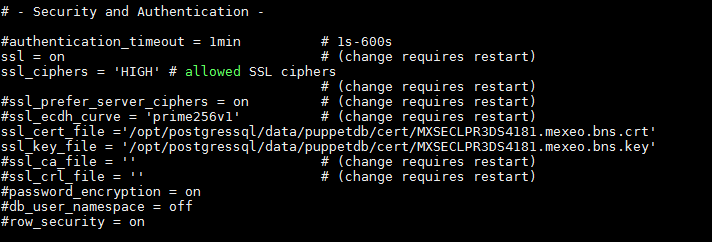 # - Security and Authentication -
#authentication_timeout = 1min # 1s-600s
ssl = on # (change requires restart)
ssl_ciphers = 'HIGH' # allowed SSL ciphers
# (change requires restart)
#ssl_prefer_server_ciphers = on # (change requires restart)
#ssl_ecdh_curve = 'prime256v1' # (change requires restart)
ssl_cert_file ='/opt/postgressql/data/puppetdb/cert/MXSECLPR3DS4181.mexeo.bns.crt'
ssl_key_file = '/opt/postgressql/data/puppetdb/cert/MXSECLPR3DS4181.mexeo.bns.key'
#ssl_ca_file = '' # (change requires restart)
#ssl_crl_file = '' # (change requires restart)
#password_encryption = on
#db_user_namespace = off
#row_security = on